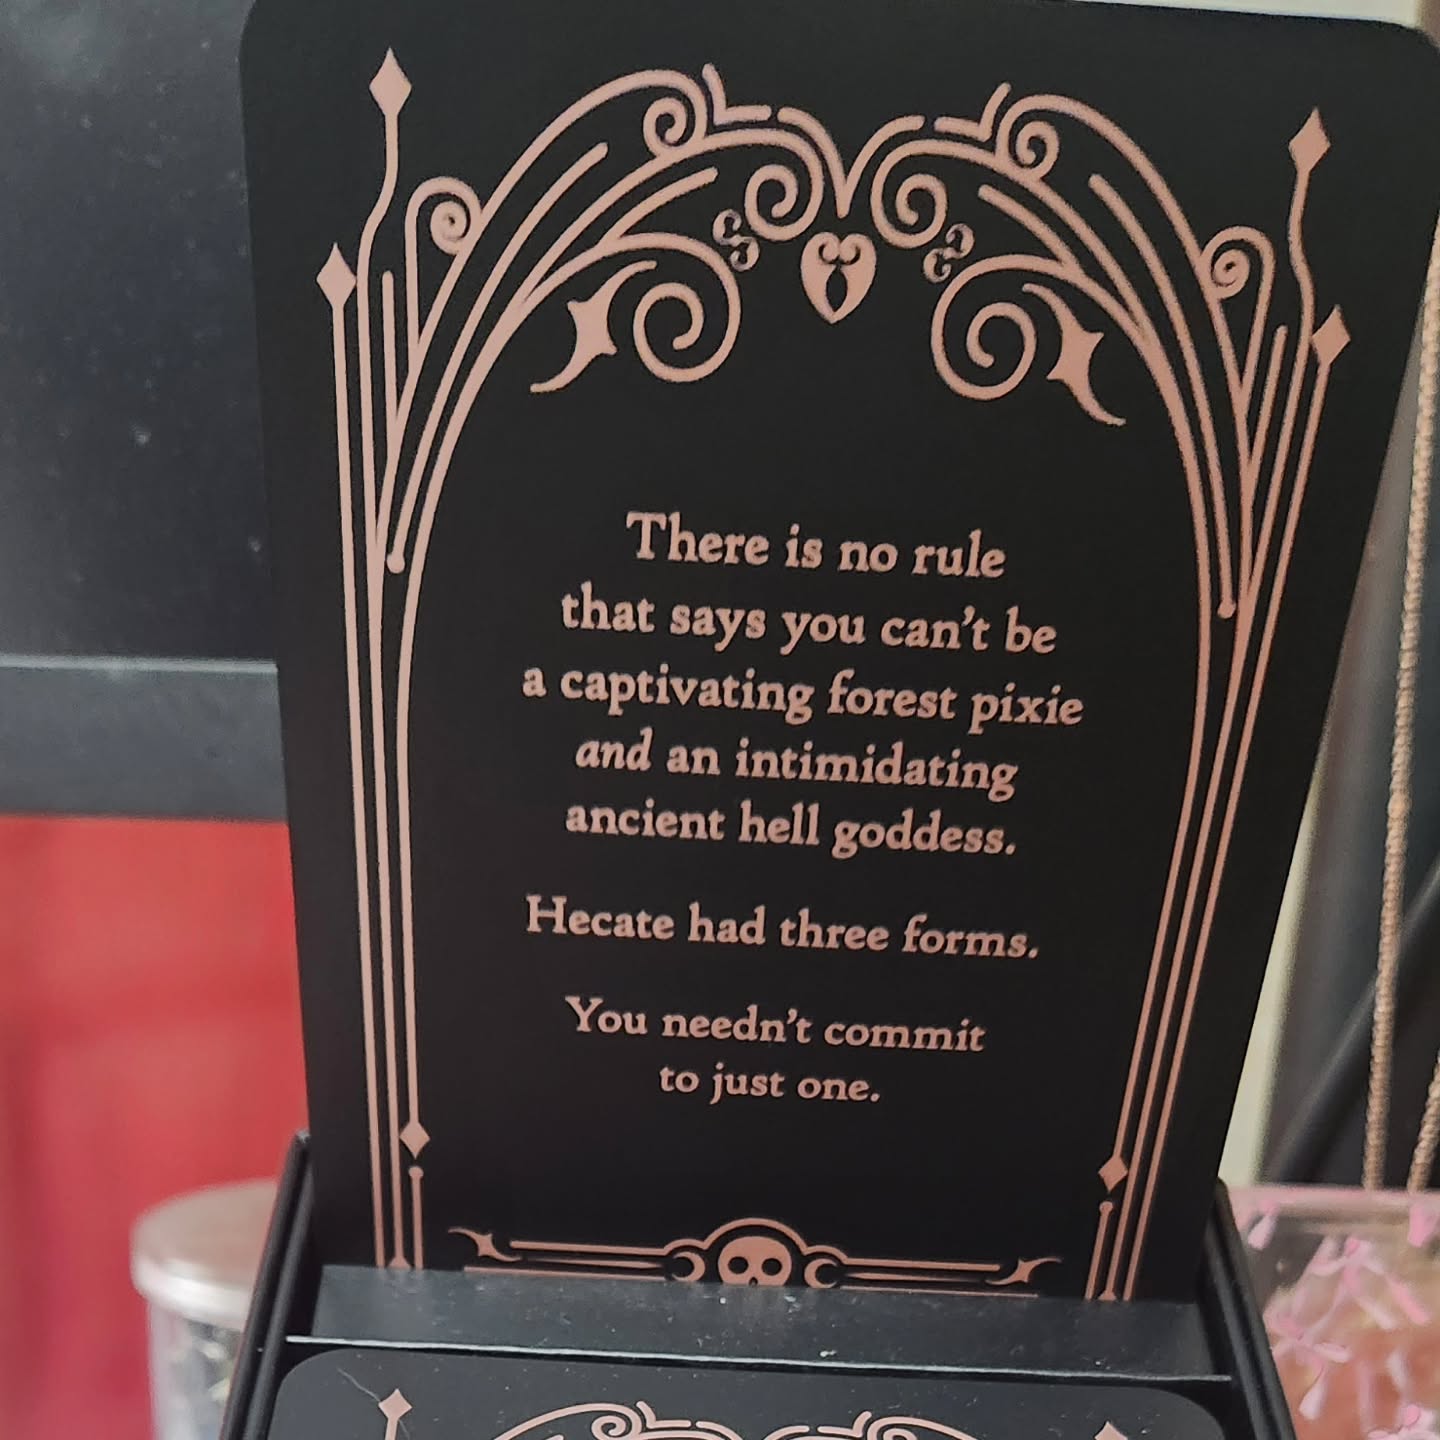 There is no rule
that says you can't be
a captivating forest pixie
and an intimidating
ancient hell goddess.
Hecate had three forms.
You needn't commit
to just one.